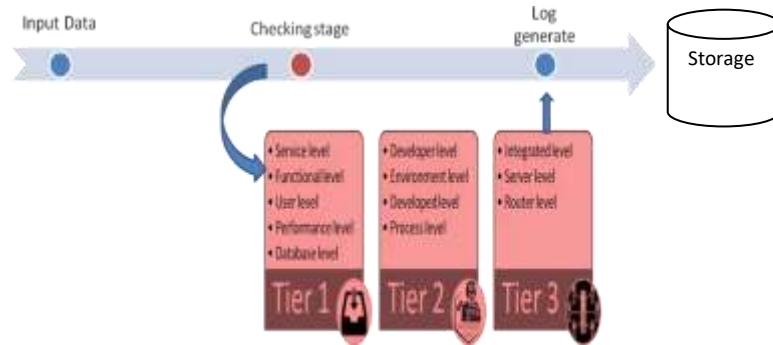 Input Data
Checking stage
Log
generate
Storage
• Service level
• Functional level
• User level
• Performance level
• Database level
Tier 1
• Developer level
• Environment level
• Developed level
• Process level
Tier 2
• Integrated level
• Server level
• Router level
Tier 3